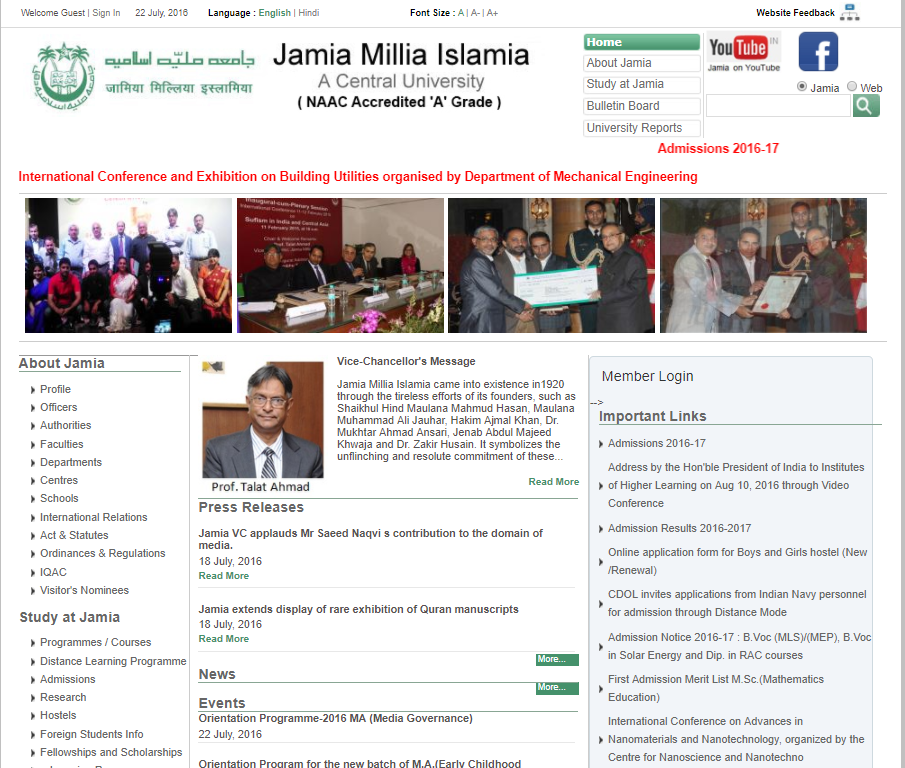 Welcome Guest | Sign In 22 July, 2016 Language : English | Hindi Font Size : A | A- | A+ Website Feedback
جامعہ ملیہ اسلامیہ
जामिया मिल्लिया इस्लामिया
Jamia Millia Islamia
A Central University
( NAAC Accredited 'A' Grade )
Home
About Jamia
Study at Jamia
Bulletin Board
University Reports
YouTube IN
Jamia on YouTube
f
Jamia Web
Admissions 2016-17
International Conference and Exhibition on Building Utilities organised by Department of Mechanical Engineering
Inaugural-cum-Plenary Session
Sufism in India and Central Asia
About Jamia
Profile
Officers
Authorities
Faculties
Departments
Centres
Schools
International Relations
Act & Statutes
Ordinances & Regulations
IQAC
Visitor's Nominees
Study at Jamia
Programmes / Courses
Distance Learning Programme
Admissions
Research
Hostels
Foreign Students Info
Fellowships and Scholarships
Prof. Talat Ahmad
Vice-Chancellor's Message
Jamia Millia Islamia came into existence in1920
through the tireless efforts of its founders, such as
Shaikhul Hind Maulana Mahmud Hasan, Maulana
Muhammad Ali Jauhar, Hakim Ajmal Khan, Dr.
Mukhtar Ahmad Ansari, Jenab Abdul Majeed
Khwaja and Dr. Zakir Husain. It symbolizes the
unflinching and resolute commitment of these...
Read More
Press Releases
Jamia VC applauds Mr Saeed Naqvi s contribution to the domain of
media.
18 July, 2016
Read More
Jamia extends display of rare exhibition of Quran manuscripts
18 July, 2016
Read More
More...
News
More...
Events
Orientation Programme-2016 MA (Media Governance)
22 July, 2016
Orientation Program for the new batch of M.A.(Early Childhood
Member Login
-->
Important Links
Admissions 2016-17
Address by the Hon'ble President of India to Institutes
of Higher Learning on Aug 10, 2016 through Video
Conference
Admission Results 2016-2017
Online application form for Boys and Girls hostel (New
/Renewal)
CDOL invites applications from Indian Navy personnel
for admission through Distance Mode
Admission Notice 2016-17 : B.Voc (MLS)/(MEP), B.Voc
in Solar Energy and Dip. in RAC courses
First Admission Merit List M.Sc.(Mathematics
Education)
International Conference on Advances in
Nanomaterials and Nanotechnology, organized by the
Centre for Nanoscience and Nanotechno